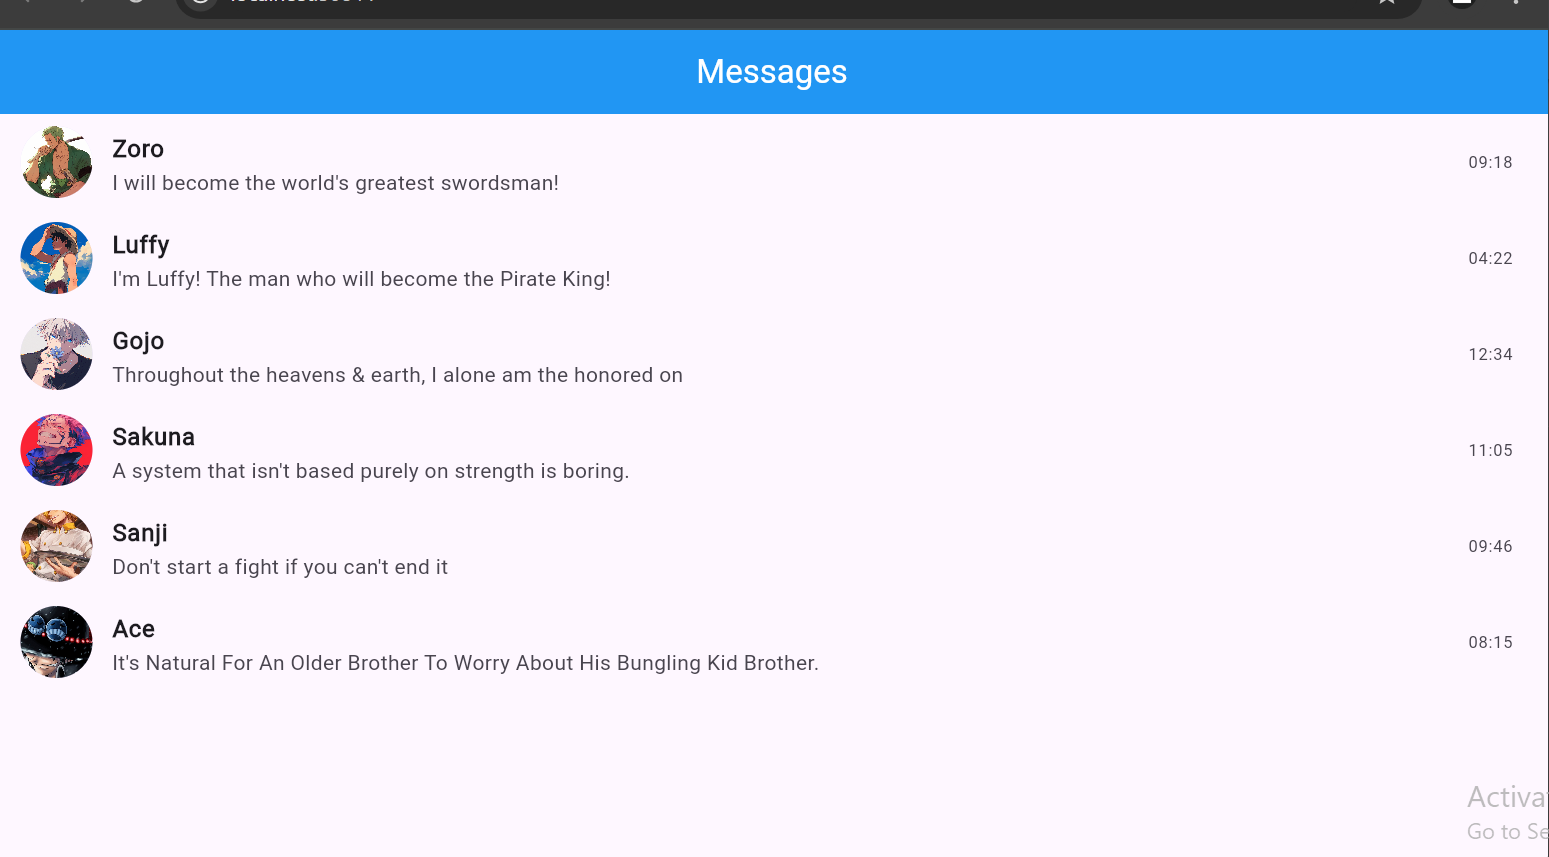 Messages
Zoro
I will become the world's greatest swordsman!
09:18
Luffy
I'm Luffy! The man who will become the Pirate King!
04:22
Gojo
Throughout the heavens & earth, I alone am the honored on
12:34
Sakuna
A system that isn't based purely on strength is boring.
11:05
Sanji
Don't start a fight if you can't end it
09:46
Ace
It's Natural For An Older Brother To Worry About His Bungling Kid Brother.
08:15
Activa
Go to Se